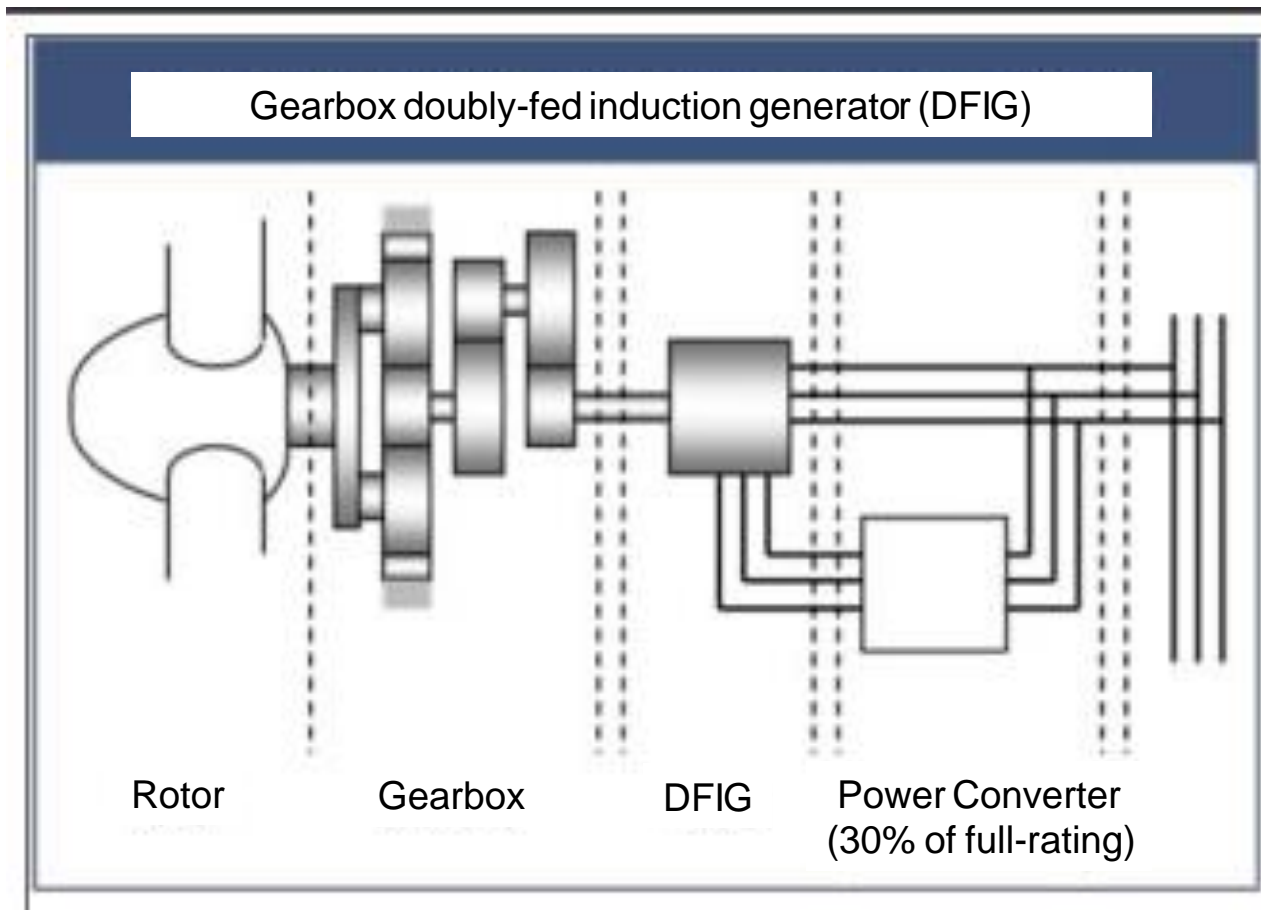 Gearbox doubly-fed induction generator (DFIG)
Rotor
Gearbox
DFIG
Power Converter
(30% of full-rating)